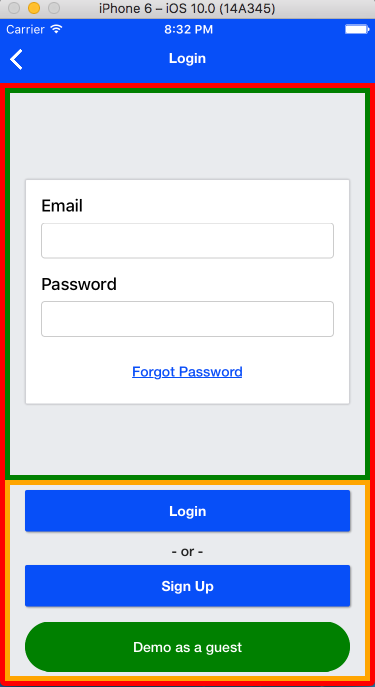 iPhone 6 – iOS 10.0 (14A345)
Carrier 8:32 PM
Login
Email
Password
Forgot Password
Login
- or -
Sign Up
Demo as a guest